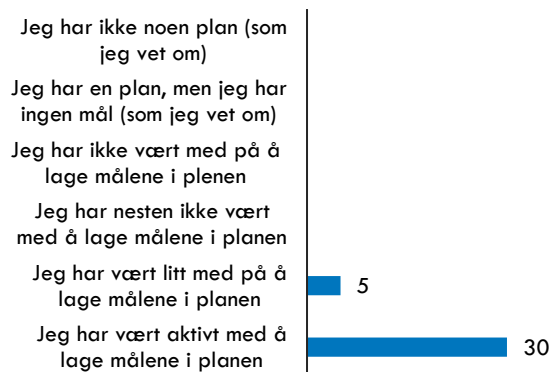 Jeg har ikke noen plan (som
jeg vet om)
Jeg har en plan, men jeg har
ingen mål (som jeg vet om)
Jeg har ikke vært med på å
lage målene i plenen
Jeg har nesten ikke vært
med å lage målene i planen
Jeg har vært litt med på å
lage målene i planen
5
Jeg har vært aktivt med å
lage målene i planen
30